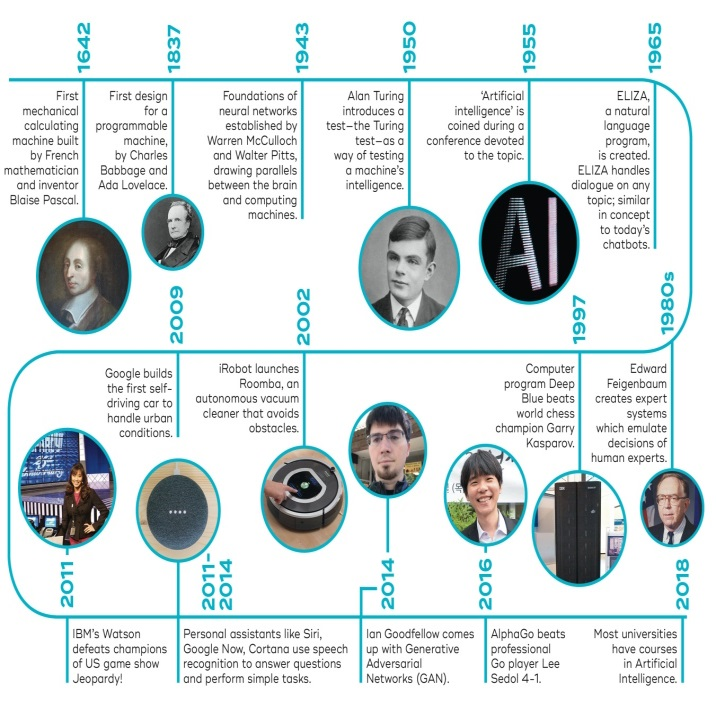 1642
First
mechanical
calculating
machine built
by French
mathematician
and inventor
Blaise Pascal.
1837
First design
for a
programmable
machine,
by Charles
Babbage and
Ada Lovelace.
1943
Foundations of
neural networks
established by
Warren McCulloch
and Walter Pitts,
drawing parallels
between the brain
and computing
machines.
1950
Alan Turing
introduces a
test–the Turing
test–as a
way of testing
a machine's
intelligence.
1955
‘Artificial
intelligence’ is
coined during a
conference devoted
to the topic.
AI
1965
ELIZA,
a natural
language
program,
is created.
ELIZA handles
dialogue on any
topic; similar
in concept
to today's
chatbots.
1980s
Edward
Feigenbaum
creates expert
systems
which emulate
decisions of
human experts.
1997
Computer
program Deep
Blue beats
world chess
champion Garry
Kasparov.
2002
iRobot launches
Roomba, an
autonomous vacuum
cleaner that avoids
obstacles.
2009
Google builds
the first self-
driving car to
handle urban
conditions.
2011
IBM's Watson
defeats champions
of US game show
Jeopardy!
2011-
2014
Personal assistants like Siri,
Google Now, Cortana use speech
recognition to answer questions
and perform simple tasks.
2014
Ian Goodfellow comes
up with Generative
Adversarial
Networks (GAN).
2016
AlphaGo beats
professional
Go player Lee
Sedol 4-1.
2018
Most universities
have courses
in Artificial
Intelligence.